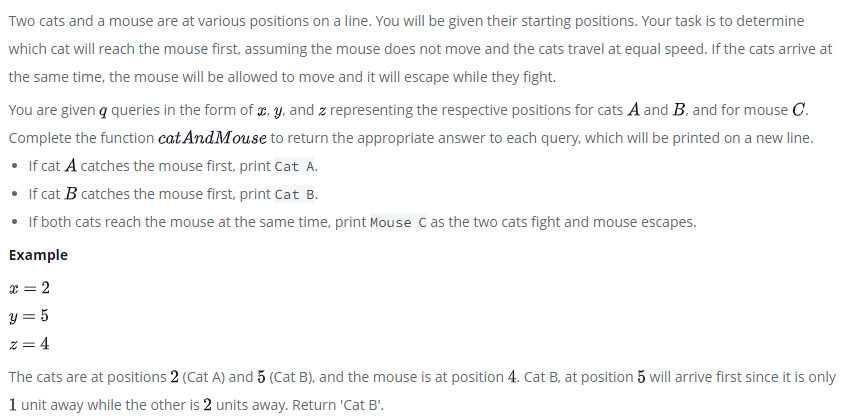 Two cats and a mouse are at various positions on a line. You will be given their starting positions. Your task is to determine
which cat will reach the mouse first, assuming the mouse does not move and the cats travel at equal speed. If the cats arrive at
the same time, the mouse will be allowed to move and it will escape while they fight.
You are given q queries in the form of x, y, and z representing the respective positions for cats A and B, and for mouse C.
Complete the function catAndMouse to return the appropriate answer to each query, which will be printed on a new line.
• If cat A catches the mouse first, print Cat A.
• If cat B catches the mouse first, print Cat B.
• If both cats reach the mouse at the same time, print Mouse C as the two cats fight and mouse escapes.
Example
x = 2
y = 5
z = 4
The cats are at positions 2 (Cat A) and 5 (Cat B), and the mouse is at position 4. Cat B, at position 5 will arrive first since it is only
1 unit away while the other is 2 units away. Return 'Cat B'.